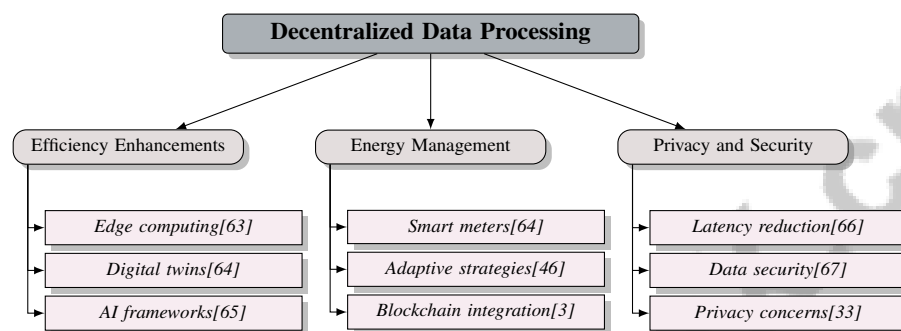 Decentralized Data Processing
Efficiency Enhancements
Edge computing[63]
Digital twins[64]
AI frameworks[65]
Energy Management
Smart meters[64]
Adaptive strategies[46]
Blockchain integration[3]
Privacy and Security
Latency reduction[66]
Data security[67]
Privacy concerns[33]